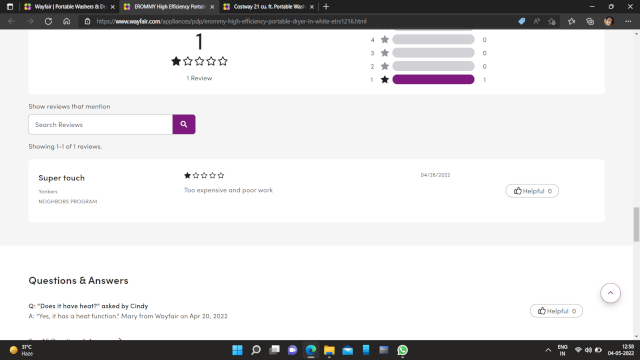 Wayfair | Portable Washers & Dr
EROMMY High Efficiency Portabl
Costway 21 cu. ft. Portable Washe
https://www.wayfair.com/appliances/pdp/erommy-high-efficiency-portable-dryer-in-white-etrs1218.html
1
1 Review
4 0
3 0
2 0
1 1
Show reviews that mention
Search Reviews
Showing 1-1 of 1 reviews.
Super touch
Yonkers
NEIGHBORS PROGRAM
Too expensive and poor work
04/28/2022
Helpful 0
Questions & Answers
Q: "Does it have heat?" asked by Cindy
A: "Yes, it has a heat function." Mary from Wayfair on Apr 20, 2022
Helpful 0
31°C
Haze
ENG
IN
12:58
04-05-2022